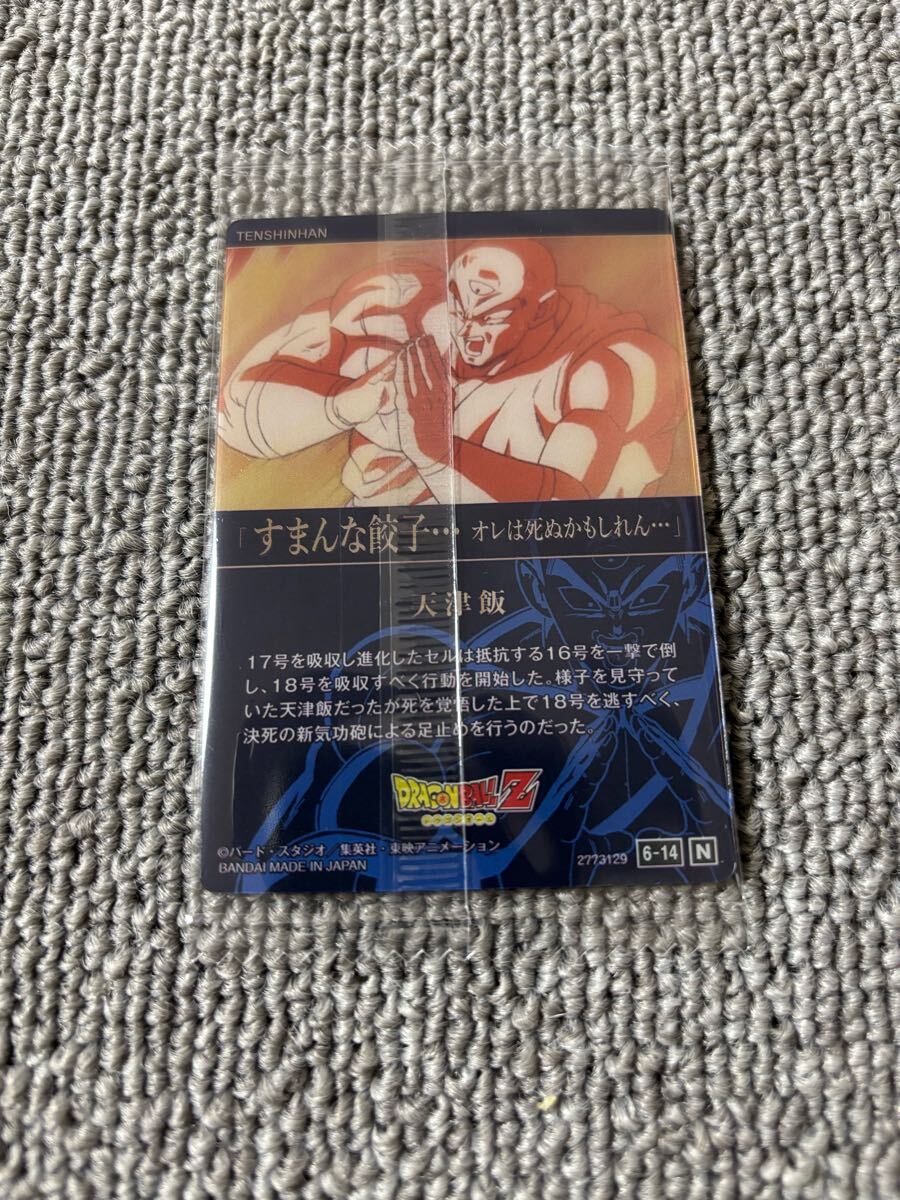 TENSHINHAN
「すまんな餃子… オレは死ぬかもしれん…」
天津飯
17号を吸収し進化したセルは抵抗する16号を一撃で倒
し、18号を吸収すべく行動を開始した。様子を見守って
いた天津飯だったが死を覚悟した上で18号を逃すべく、
決死の新気功砲による足止めを行うのだった。
DRAGON BALL Z
ドラゴンボール
©バード・スタジオ／集英社・東映アニメーション
BANDAI MADE IN JAPAN
2773129 6-14 N